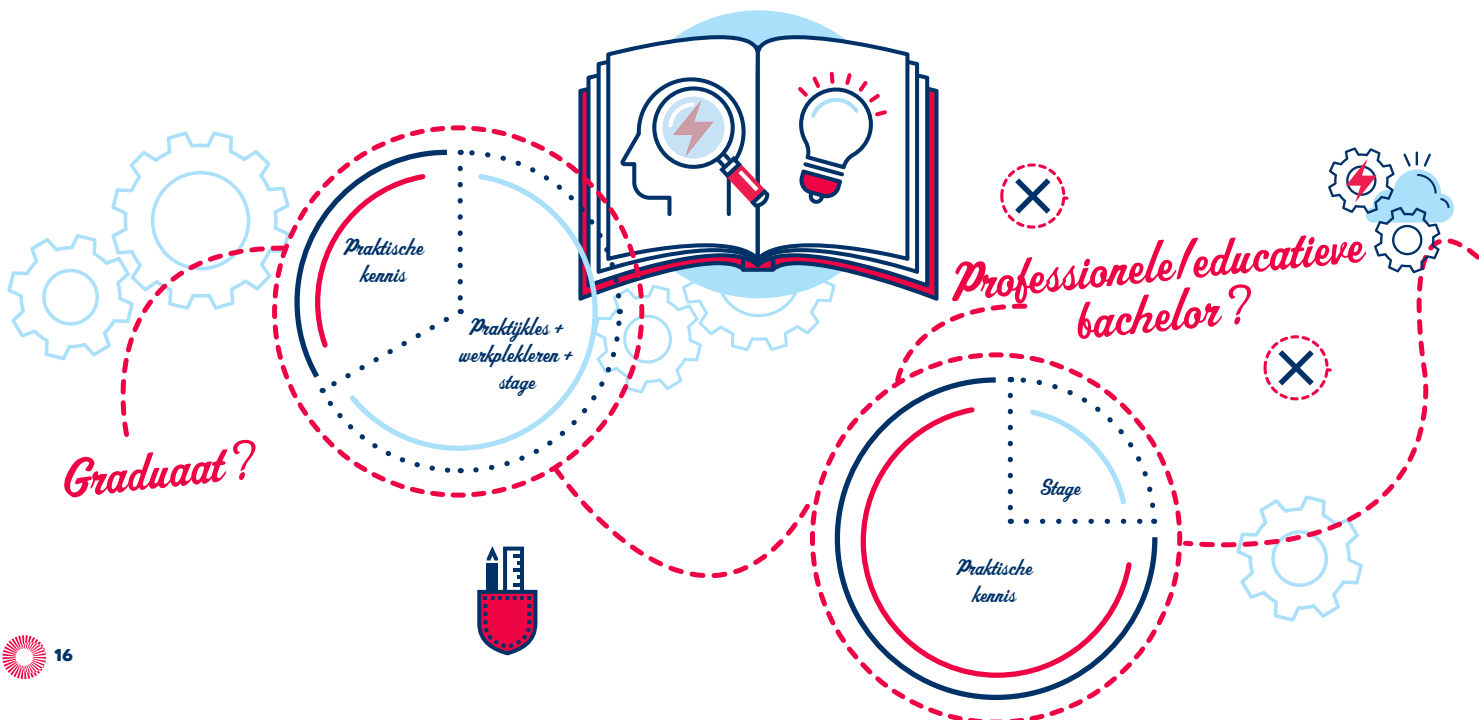 Graduaat?
Praktische
kennis
Praktijkles +
werkplekleren +
stage
Professionele/educatieve
bachelor?
Stage
Praktische
kennis
16